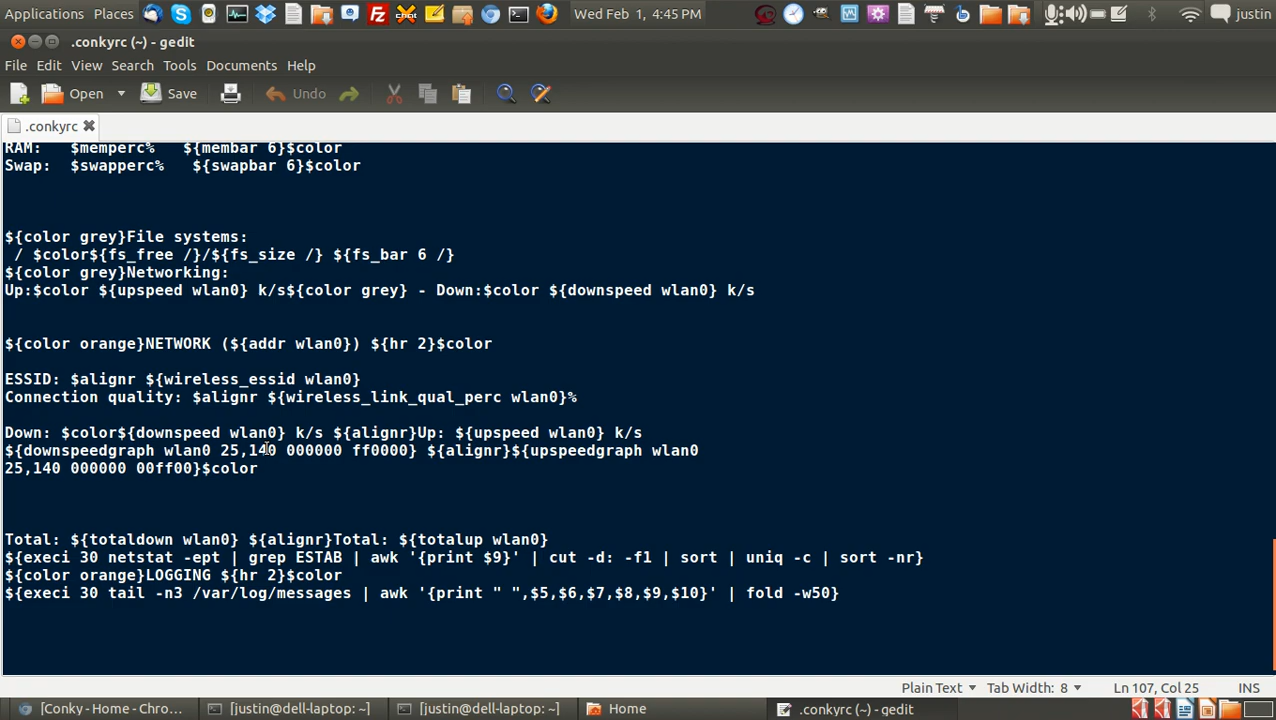 Applications Places Wed Feb 1, 4:45 PM justin
.conkyrc (~) - gedit
File Edit View Search Tools Documents Help
Open Save Undo
.conkyrc
RAM: $memperc% ${membar 6}$color
Swap: $swapperc% ${swapbar 6}$color
${color grey}File systems:
/ $color${fs_free /}/${fs_size /} ${fs_bar 6 /}
${color grey}Networking:
Up:$color ${upspeed wlan0} k/s${color grey} - Down:$color ${downspeed wlan0} k/s
${color orange}NETWORK (${addr wlan0}) ${hr 2}$color
ESSID: $alignr ${wireless_essid wlan0}
Connection quality: $alignr ${wireless_link_qual_perc wlan0}%
Down: $color${downspeed wlan0} k/s ${alignr}Up: ${upspeed wlan0} k/s
${downspeedgraph wlan0 25,140 000000 ff0000} ${alignr}${upspeedgraph wlan0
25,140 000000 00ff00}$color
Total: ${totaldown wlan0} ${alignr}Total: ${totalup wlan0}
${execi 30 netstat -ept | grep ESTAB | awk '{print $9}' | cut -d: -f1 | sort | uniq -c | sort -nr}
${color orange}LOGGING ${hr 2}$color
${execi 30 tail -n3 /var/log/messages | awk '{print " ",$5,$6,$7,$8,$9,$10}' | fold -w50}
Plain Text Tab Width: 8 Ln 107, Col 25 INS
[Conky - Home - Chro... [justin@dell-laptop: ~] [justin@dell-laptop: ~] Home .conkyrc (~) - gedit